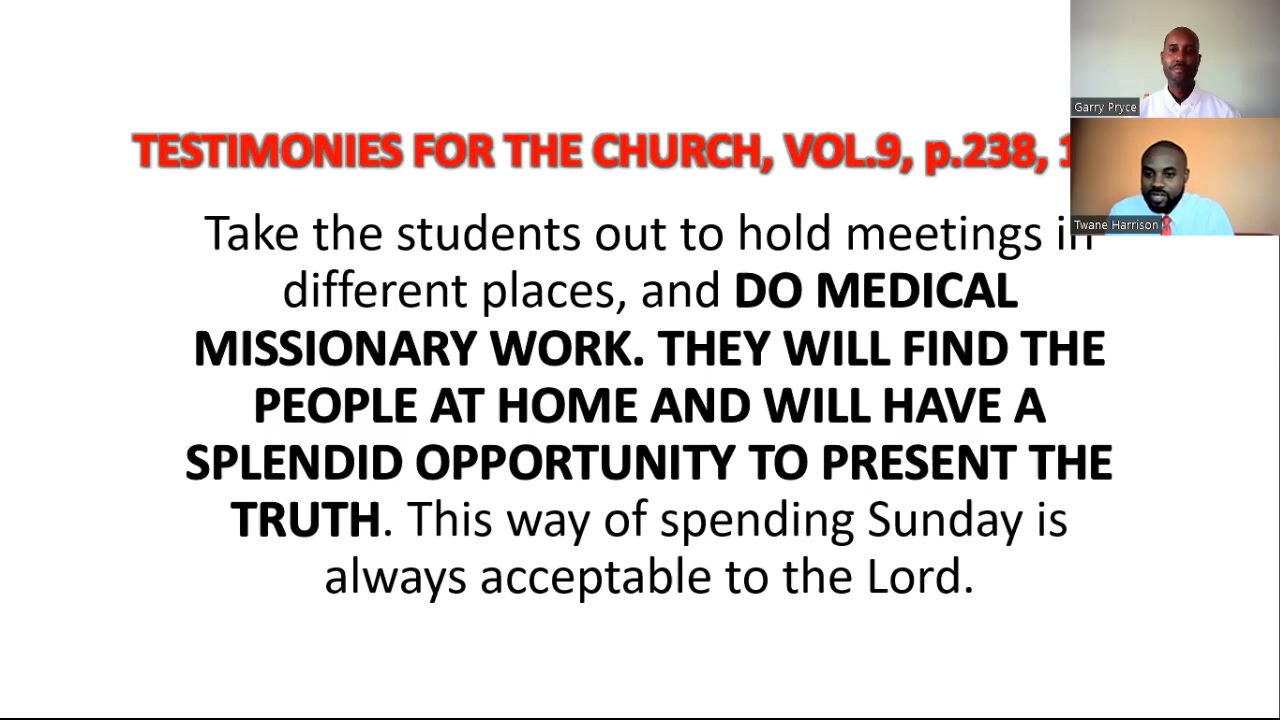 TESTIMONIES FOR THE CHURCH, VOL.9, p.238, 1
Take the students out to hold meetings in
different places, and DO MEDICAL
MISSIONARY WORK. THEY WILL FIND THE
PEOPLE AT HOME AND WILL HAVE A
SPLENDID OPPORTUNITY TO PRESENT THE
TRUTH. This way of spending Sunday is
always acceptable to the Lord.
Garry Pryce
Twane Harrison